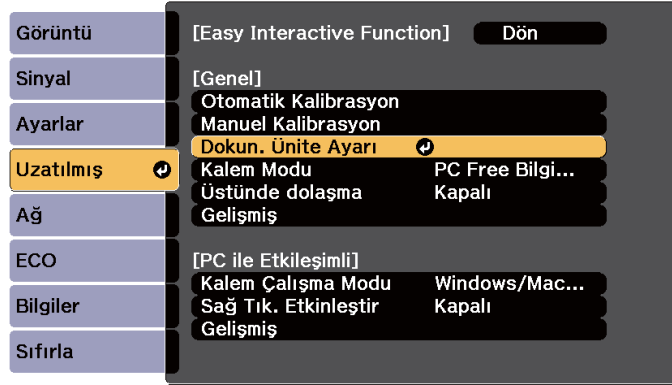 Görüntü
Sinyal
Ayarlar
Uzatılmış
Ağ
ECO
Bilgiler
Sıfırla
[Easy Interactive Function] Dön
[Genel]
Otomatik Kalibrasyon
Manuel Kalibrasyon
Dokun. Ünite Ayarı
Kalem Modu PC Free Bilgi...
Üstünde dolaşma Kapalı
Gelişmiş
[PC ile Etkileşimli]
Kalem Çalışma Modu Windows/Mac...
Sağ Tık. Etkinleştir Kapalı
Gelişmiş